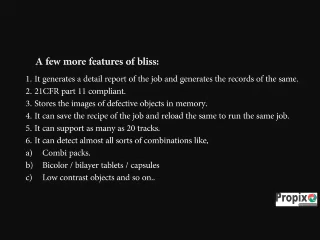 A few more features of bliss:
1. It generates a detail report of the job and generates the records of the same.
2. 21CFR part 11 compliant.
3. Stores the images of defective objects in memory.
4. It can save the recipe of the job and reload the same to run the same job.
5. It can support as many as 20 tracks.
6. It can detect almost all sorts of combinations like,
a) Combi packs.
b) Bicolor / bilayer tablets / capsules
c) Low contrast objects and so on..
Propix